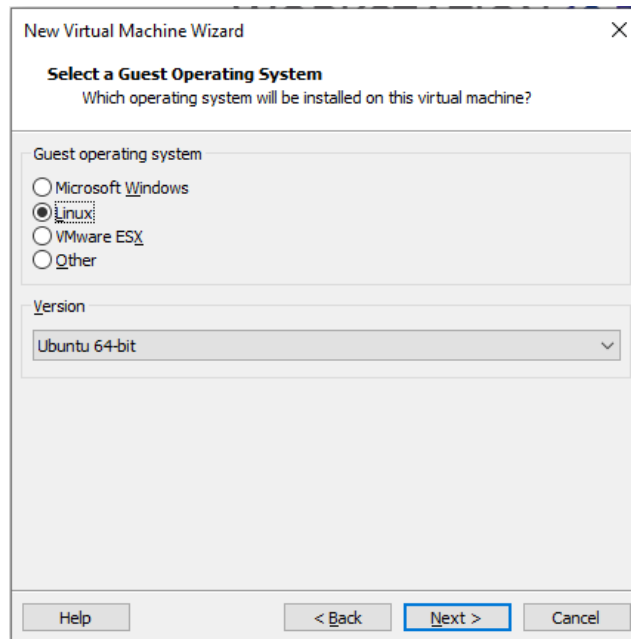 New Virtual Machine Wizard
Select a Guest Operating System
Which operating system will be installed on this virtual machine?
Guest operating system
Microsoft Windows
Linux
VMware ESX
Other
Version
Ubuntu 64-bit
Help
< Back
Next >
Cancel